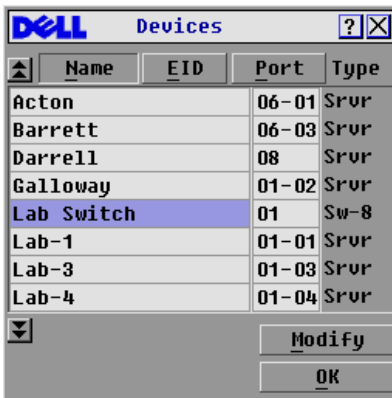 DELL Devices ? X
Name EID Port Type
Acton 06-01 Srvr
Barrett 06-03 Srvr
Darrell 08 Srvr
Galloway 01-02 Srvr
Lab Switch 01 Sw-8
Lab-1 01-01 Srvr
Lab-3 01-03 Srvr
Lab-4 01-04 Srvr
Modify
OK